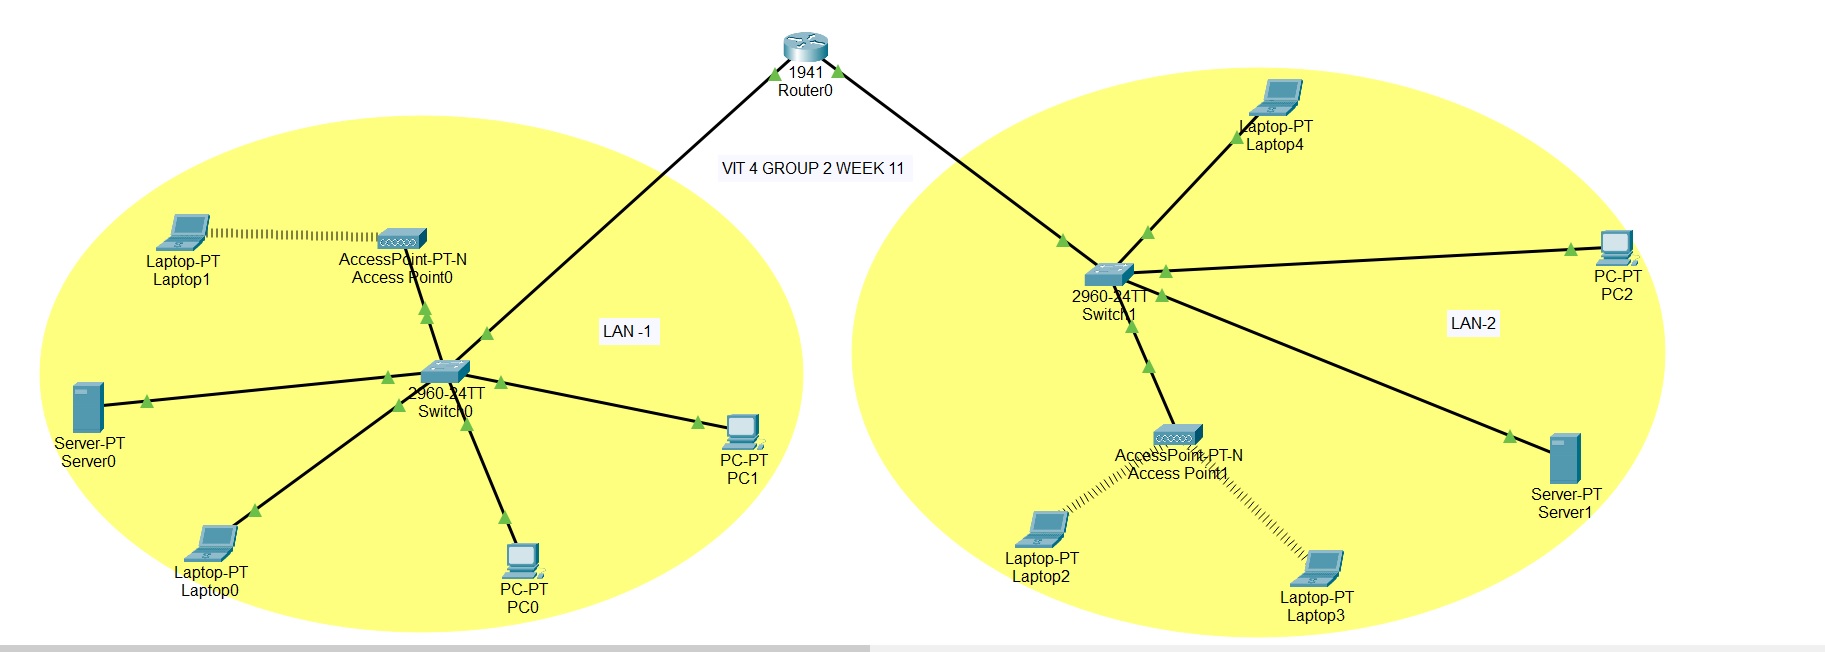 1941
Router0
VIT 4 GROUP 2 WEEK 11
Laptop-PT
Laptop1
AccessPoint-PT-N
Access Point0
LAN -1
2960-24TT
Switch0
Server-PT
Server0
PC-PT
PC1
Laptop-PT
Laptop0
PC-PT
PC0
Laptop-PT
Laptop4
PC-PT
PC2
2960-24TT
Switch1
LAN-2
AccessPoint-PT-N
Access Point1
Server-PT
Server1
Laptop-PT
Laptop2
Laptop-PT
Laptop3